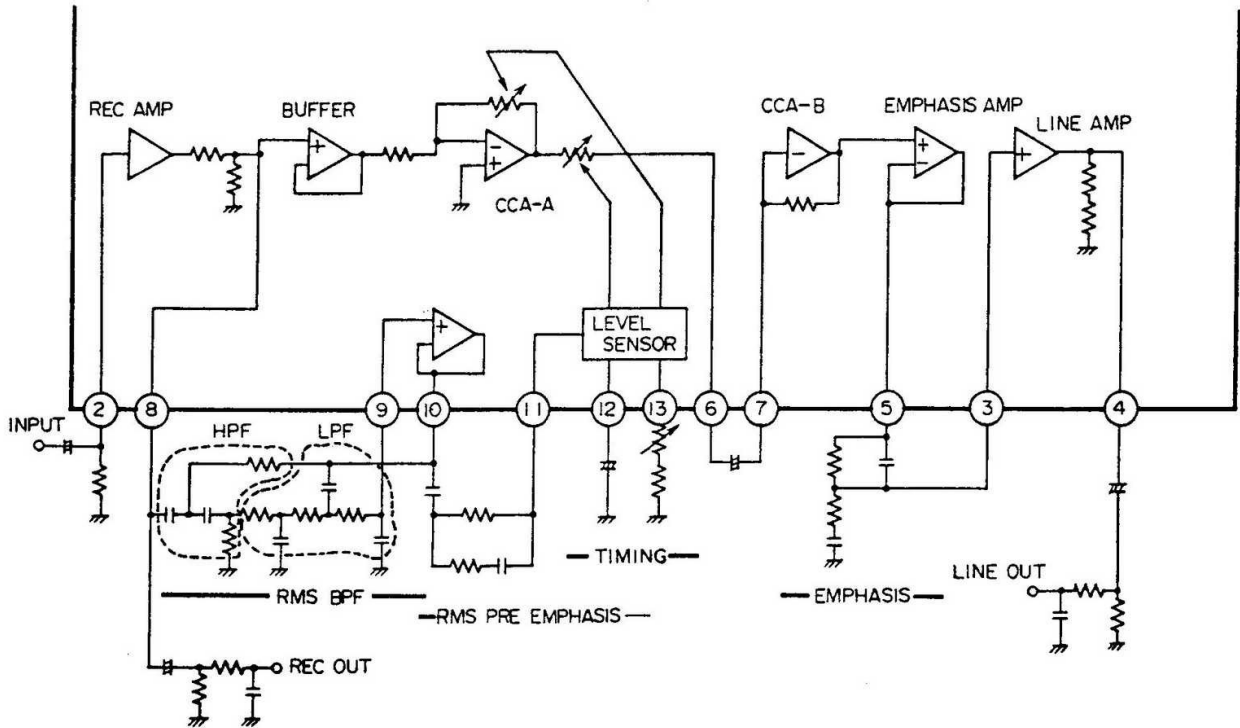 REC AMP
BUFFER
CCA-B
EMPHASIS AMP
LINE AMP
+
-
+
CCA-A
-
+
-
+
+
LEVEL
SENSOR
2
8
9
10
11
12
13
6
7
5
3
4
INPUT
HPF
LPF
TIMING
RMS BPF
RMS PRE EMPHASIS
EMPHASIS
LINE OUT
REC OUT